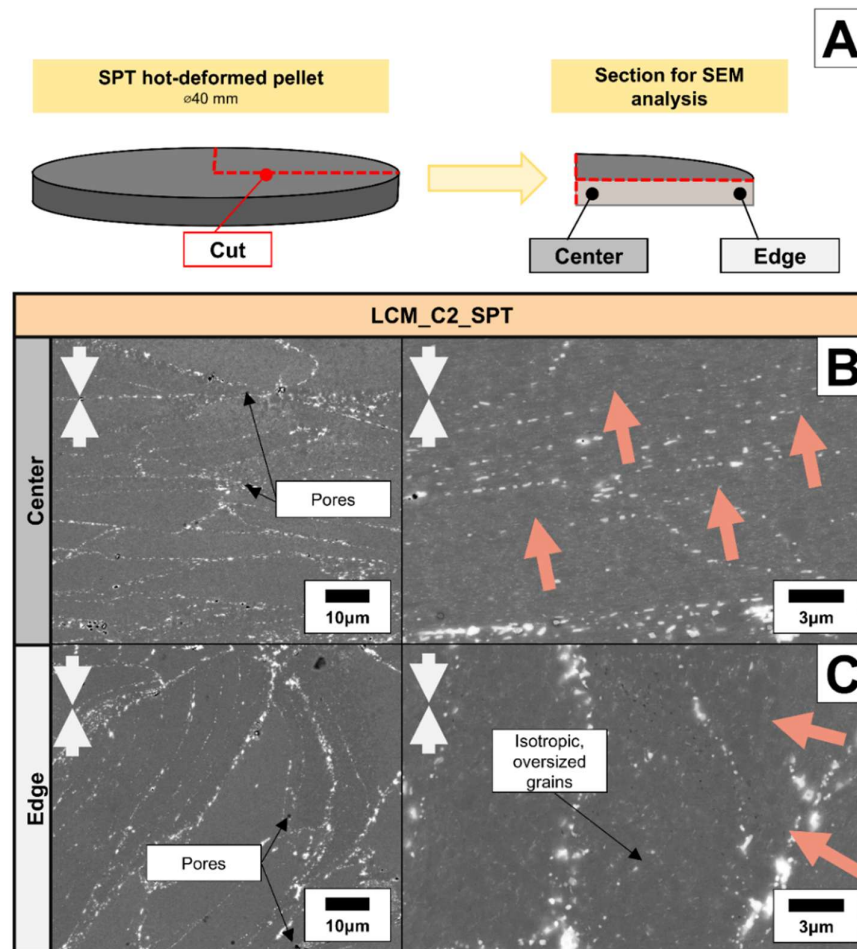 A
SPT hot-deformed pellet
⌀40 mm
Section for SEM
analysis
Cut
Center
Edge
LCM_C2_SPT
Center
B
Pores
10µm
3µm
Edge
C
Isotropic,
oversized
grains
Pores
10µm
3µm